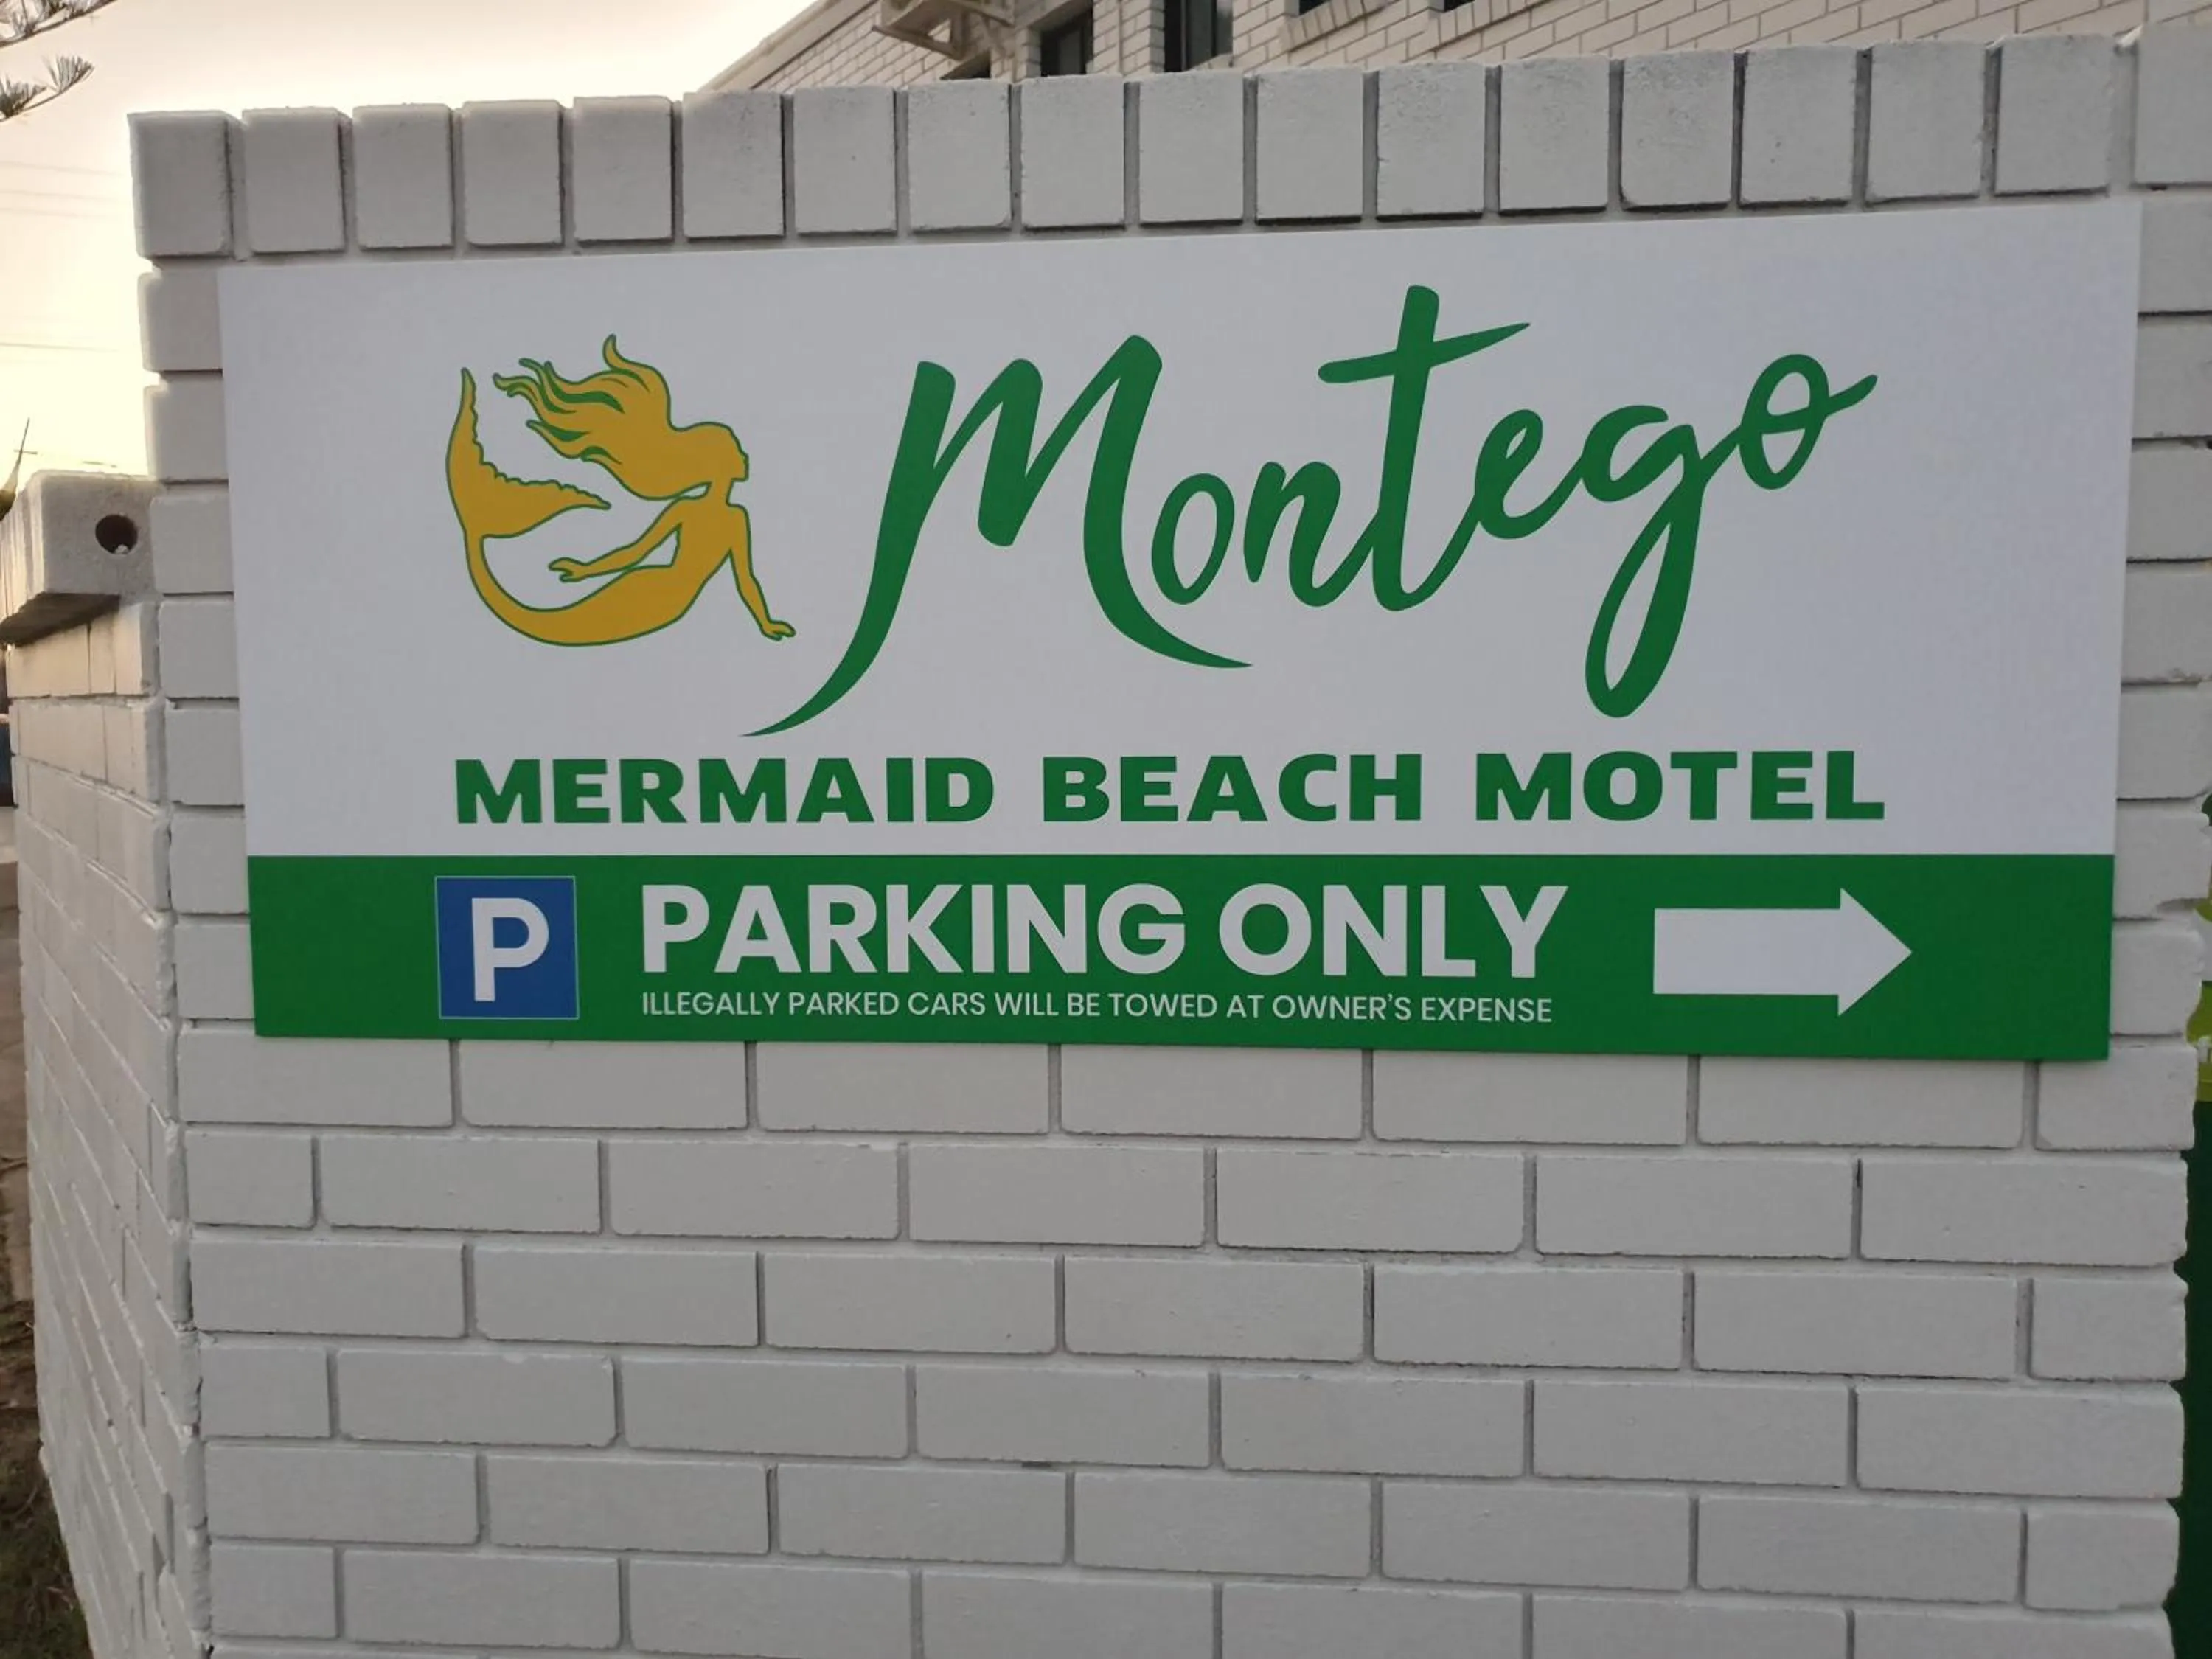 Montego
MERMAID BEACH MOTEL
P PARKING ONLY
ILLEGALLY PARKED CARS WILL BE TOWED AT OWNER'S EXPENSE